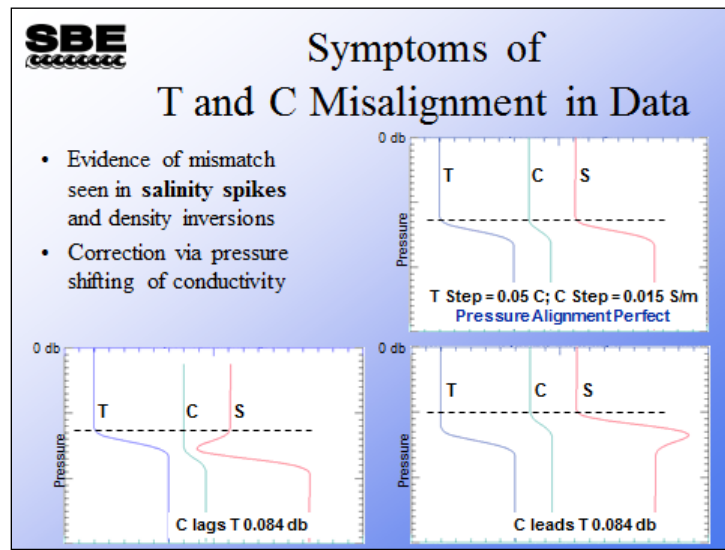 SBE
Symptoms of
T and C Misalignment in Data
• Evidence of mismatch
seen in salinity spikes
and density inversions
• Correction via pressure
shifting of conductivity
0 db
T C S
Pressure
T Step = 0.05 C; C Step = 0.015 S/m
Pressure Alignment Perfect
0 db
T C S
Pressure
C lags T 0.084 db
0 db
T C S
Pressure
C leads T 0.084 db